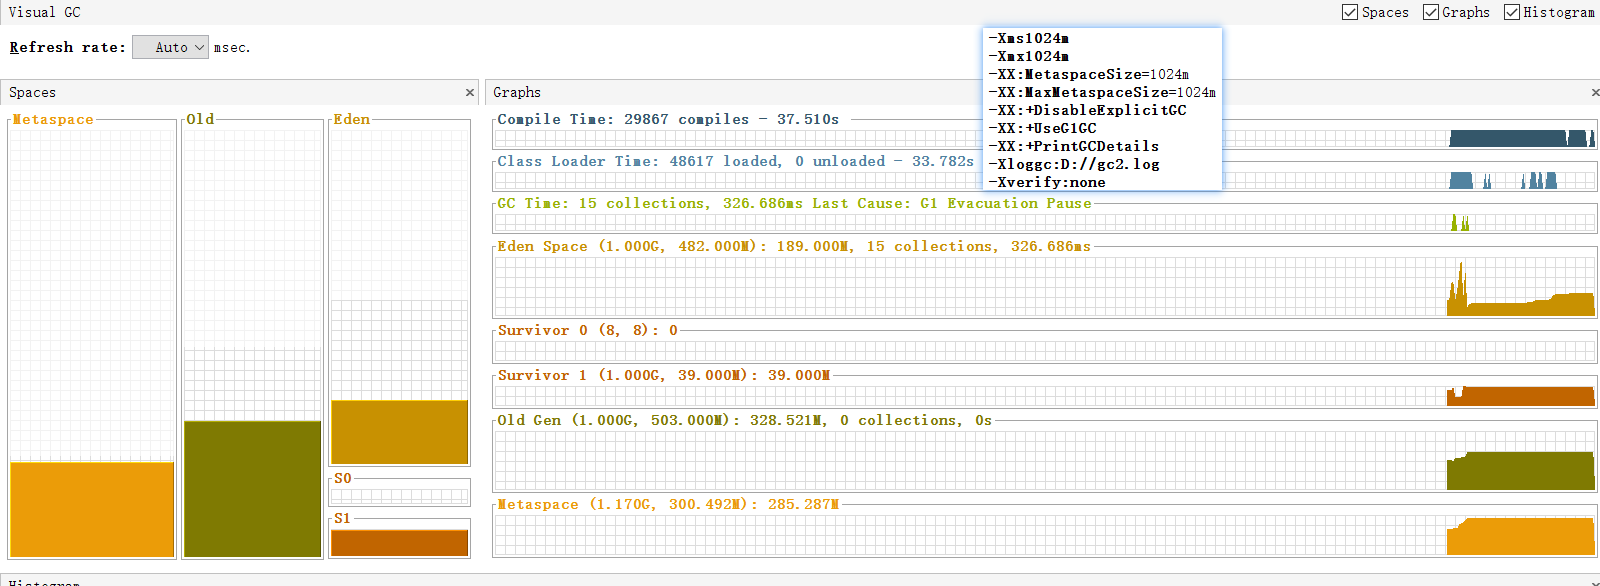 Visual GC
Spaces Graphs Histogram
Refresh rate: Auto msec.
-Xms1024m
-Xmx1024m
-XX:MetaspaceSize=1024m
-XX:MaxMetaspaceSize=1024m
-XX:+DisableExplicitGC
-XX:+UseG1GC
-XX:+PrintGCDetails
-Xloggc:D://gc2.log
-Xverify:none
Spaces
Metaspace
Old
Eden
S0
S1
Graphs
Compile Time: 29867 compiles - 37.510s
Class Loader Time: 48617 loaded, 0 unloaded - 33.782s
GC Time: 15 collections, 326.686ms Last Cause: G1 Evacuation Pause
Eden Space (1.000G, 482.000M): 189.000M, 15 collections, 326.686ms
Survivor 0 (8, 8): 0
Survivor 1 (1.000G, 39.000M): 39.000M
Old Gen (1.000G, 503.000M): 328.521M, 0 collections, 0s
Metaspace (1.170G, 300.492M): 285.287M
Histogram